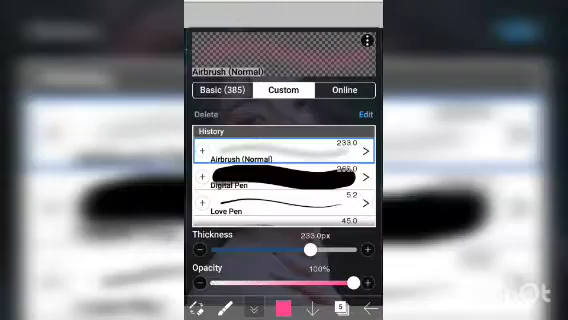 Airbrush (Normal)
Basic (385)
Custom
Online
Delete
Edit
History
233.0
Airbrush (Normal)
Digital Pen
5.2
Love Pen
45.0
Thickness
233.0px
Opacity
100%
5